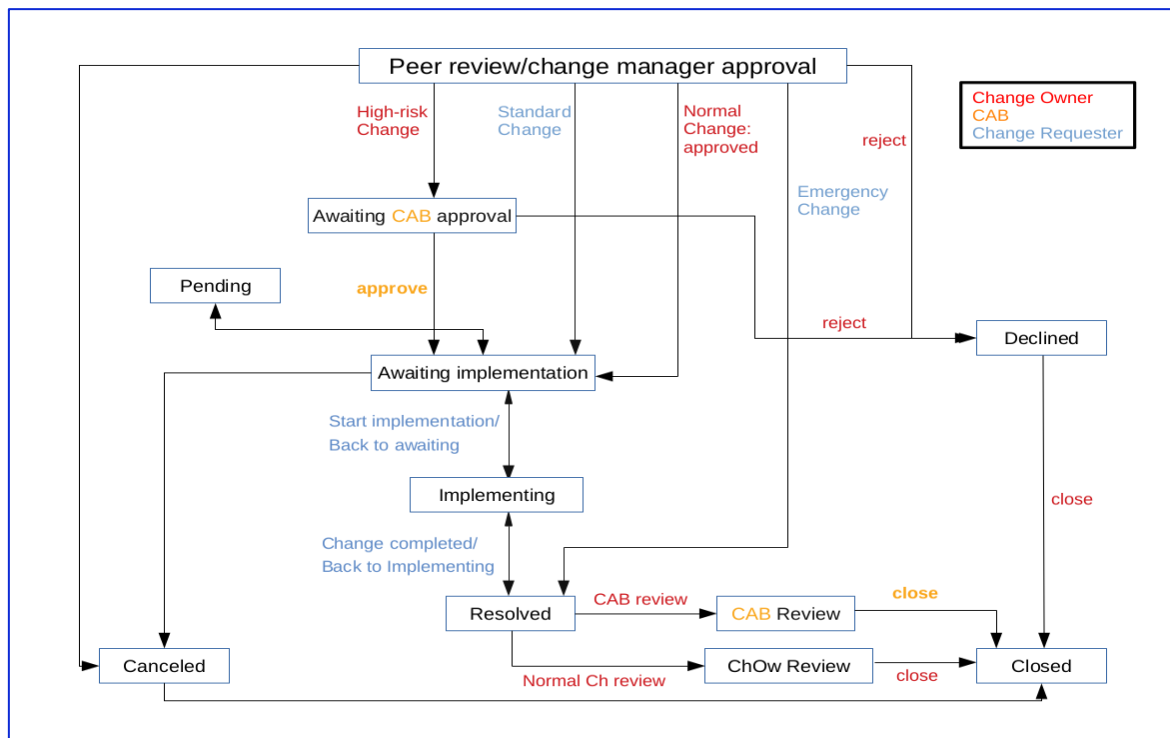 Peer review/change manager approval
High-risk
Change
Standard
Change
Normal
Change:
approved
reject
Change Owner
CAB
Change Requester
Emergency
Change
Awaiting CAB approval
Pending
approve
reject
Declined
Awaiting implementation
Start implementation/
Back to awaiting
Implementing
close
Change completed/
Back to Implementing
Resolved
CAB review
CAB Review
close
Canceled
Normal Ch review
ChOw Review
close
Closed